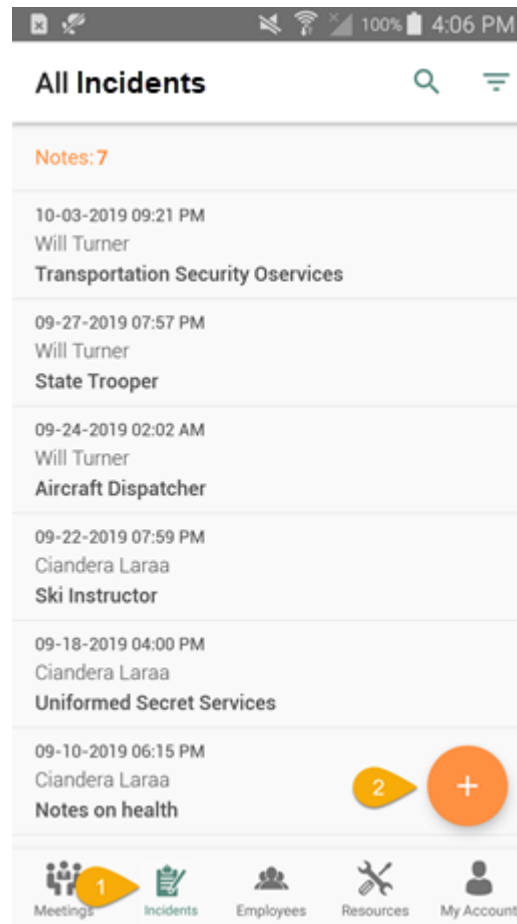 100% 4:06 PM
All Incidents
Notes: 7
10-03-2019 09:21 PM
Will Turner
Transportation Security Oservices
09-27-2019 07:57 PM
Will Turner
State Trooper
09-24-2019 02:02 AM
Will Turner
Aircraft Dispatcher
09-22-2019 07:59 PM
Ciandera Laraa
Ski Instructor
09-18-2019 04:00 PM
Ciandera Laraa
Uniformed Secret Services
09-10-2019 06:15 PM
Ciandera Laraa
Notes on health
2 +
1
Meetings Incidents Employees Resources My Account